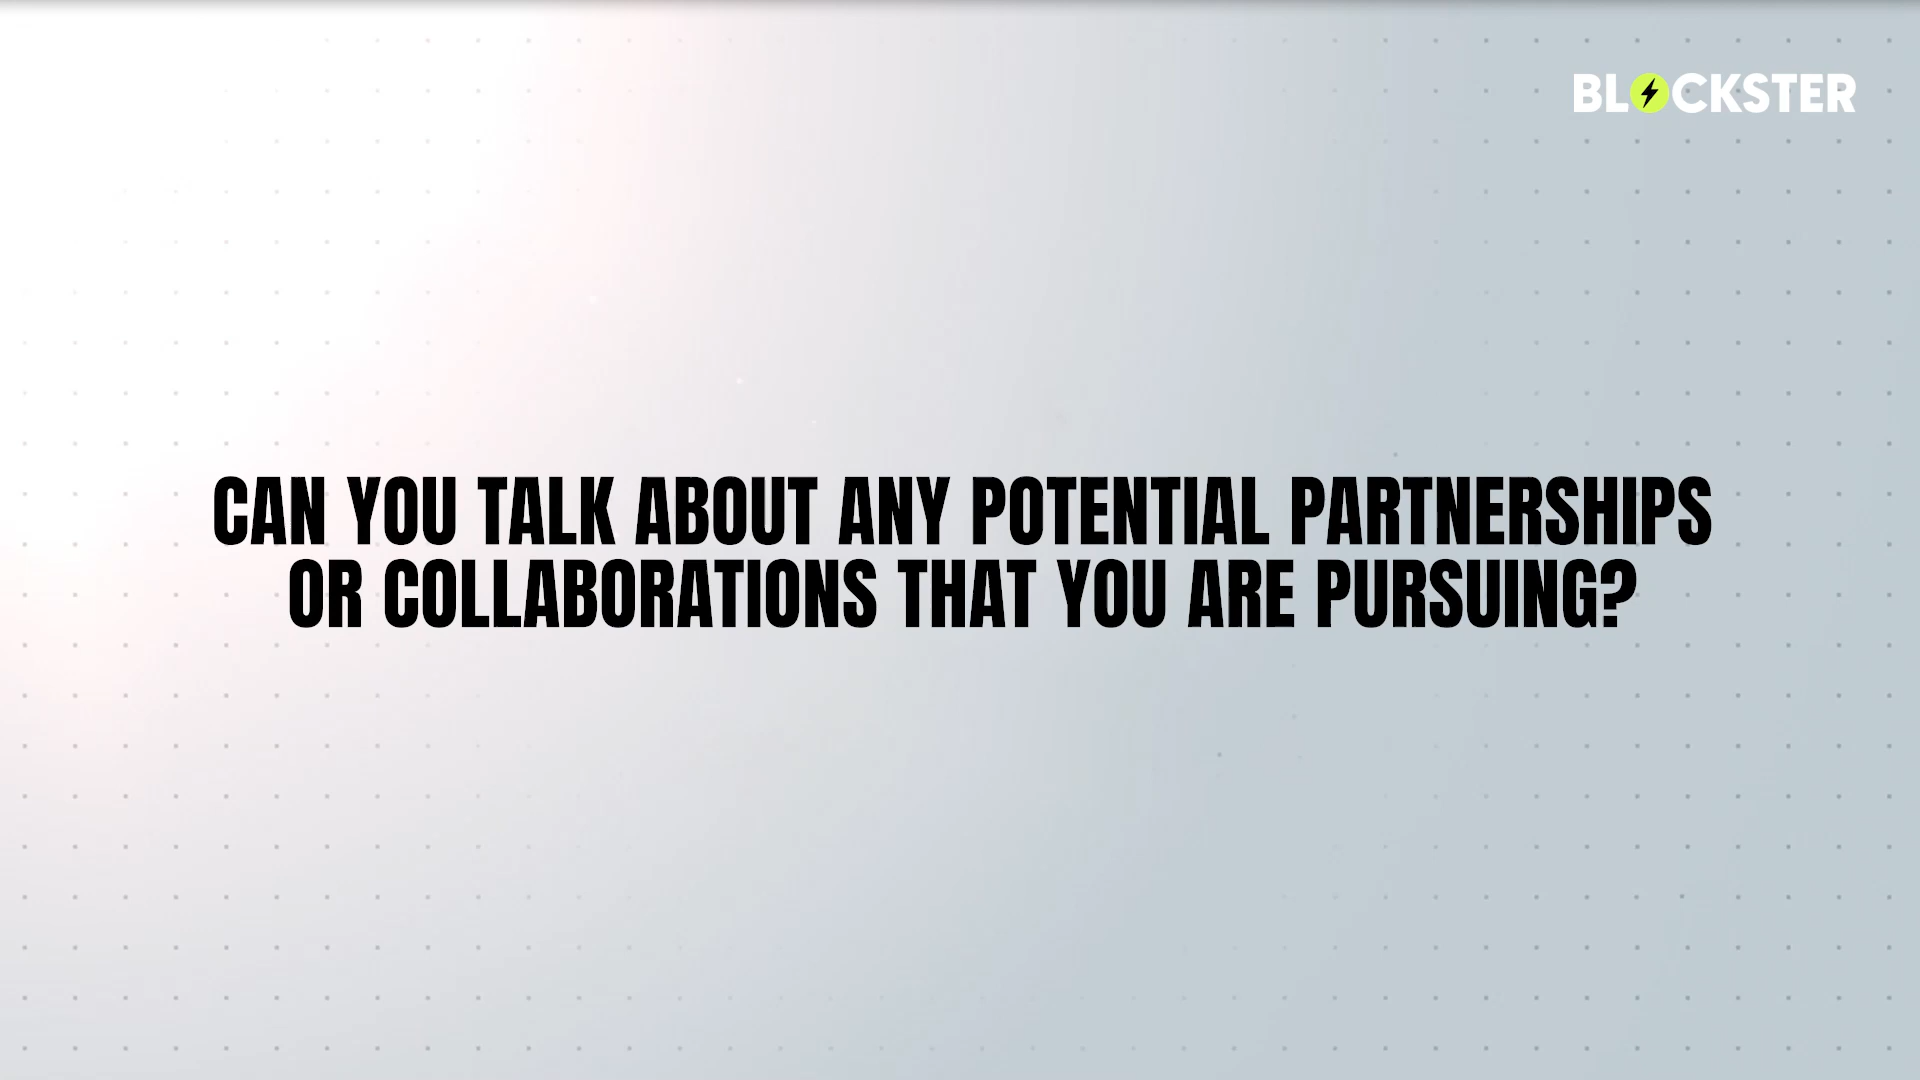 BLOCKSTER
CAN YOU TALK ABOUT ANY POTENTIAL PARTNERSHIPS
OR COLLABORATIONS THAT YOU ARE PURSUING?